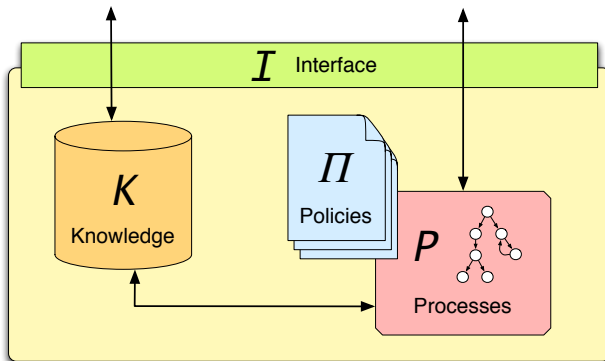 I Interface
K
Knowledge
Π
Policies
P
Processes